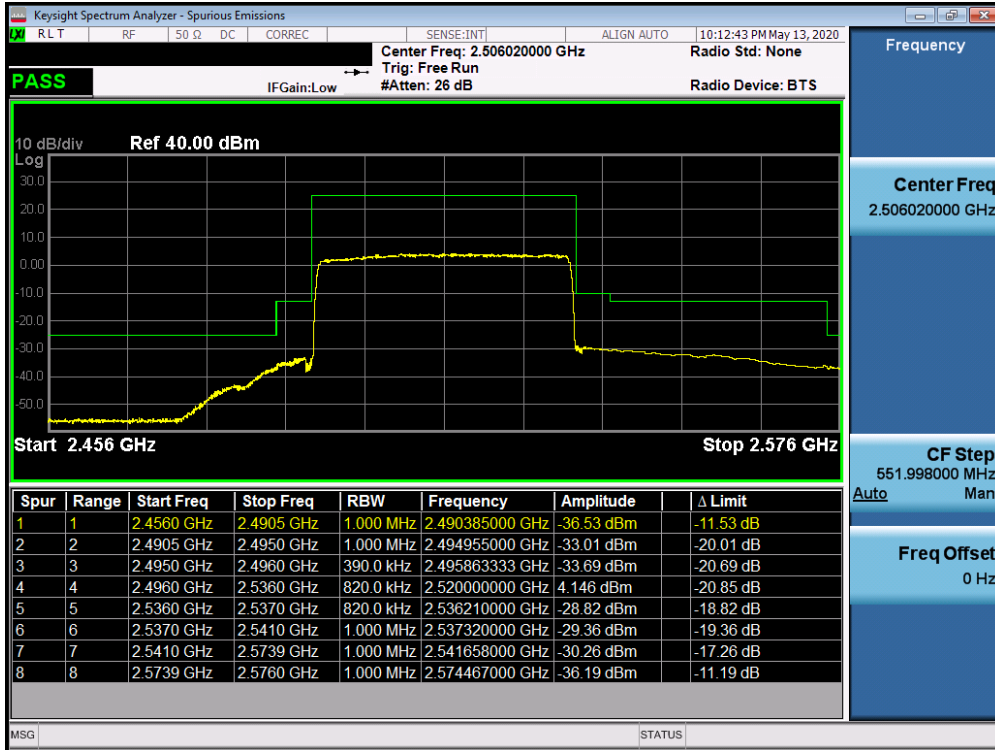 Keysight Spectrum Analyzer - Spurious Emissions
LXI RLT RF 50 Ω DC CORREC SENSE:INT ALIGN AUTO 10:12:43 PM May 13, 2020
Center Freq: 2.506020000 GHz Radio Std: None
Trig: Free Run
PASS IFGain:Low #Atten: 26 dB Radio Device: BTS
10 dB/div Ref 40.00 dBm
Log
30.0
20.0
10.0
0.00
-10.0
-20.0
-30.0
-40.0
-50.0
Start 2.456 GHz Stop 2.576 GHz
Spur Range Start Freq Stop Freq RBW Frequency Amplitude Δ Limit
1 1 2.4560 GHz 2.4905 GHz 1.000 MHz 2.490385000 GHz -36.53 dBm -11.53 dB
2 2 2.4905 GHz 2.4950 GHz 1.000 MHz 2.494955000 GHz -33.01 dBm -20.01 dB
3 3 2.4950 GHz 2.4960 GHz 390.0 kHz 2.495863333 GHz -33.69 dBm -20.69 dB
4 4 2.4960 GHz 2.5360 GHz 820.0 kHz 2.520000000 GHz 4.146 dBm -20.85 dB
5 5 2.5360 GHz 2.5370 GHz 820.0 kHz 2.536210000 GHz -28.82 dBm -18.82 dB
6 6 2.5370 GHz 2.5410 GHz 1.000 MHz 2.537320000 GHz -29.36 dBm -19.36 dB
7 7 2.5410 GHz 2.5739 GHz 1.000 MHz 2.541658000 GHz -30.26 dBm -17.26 dB
8 8 2.5739 GHz 2.5760 GHz 1.000 MHz 2.574467000 GHz -36.19 dBm -11.19 dB
MSG STATUS
Frequency
Center Freq
2.506020000 GHz
CF Step
551.998000 MHz
Auto Man
Freq Offset
0 Hz